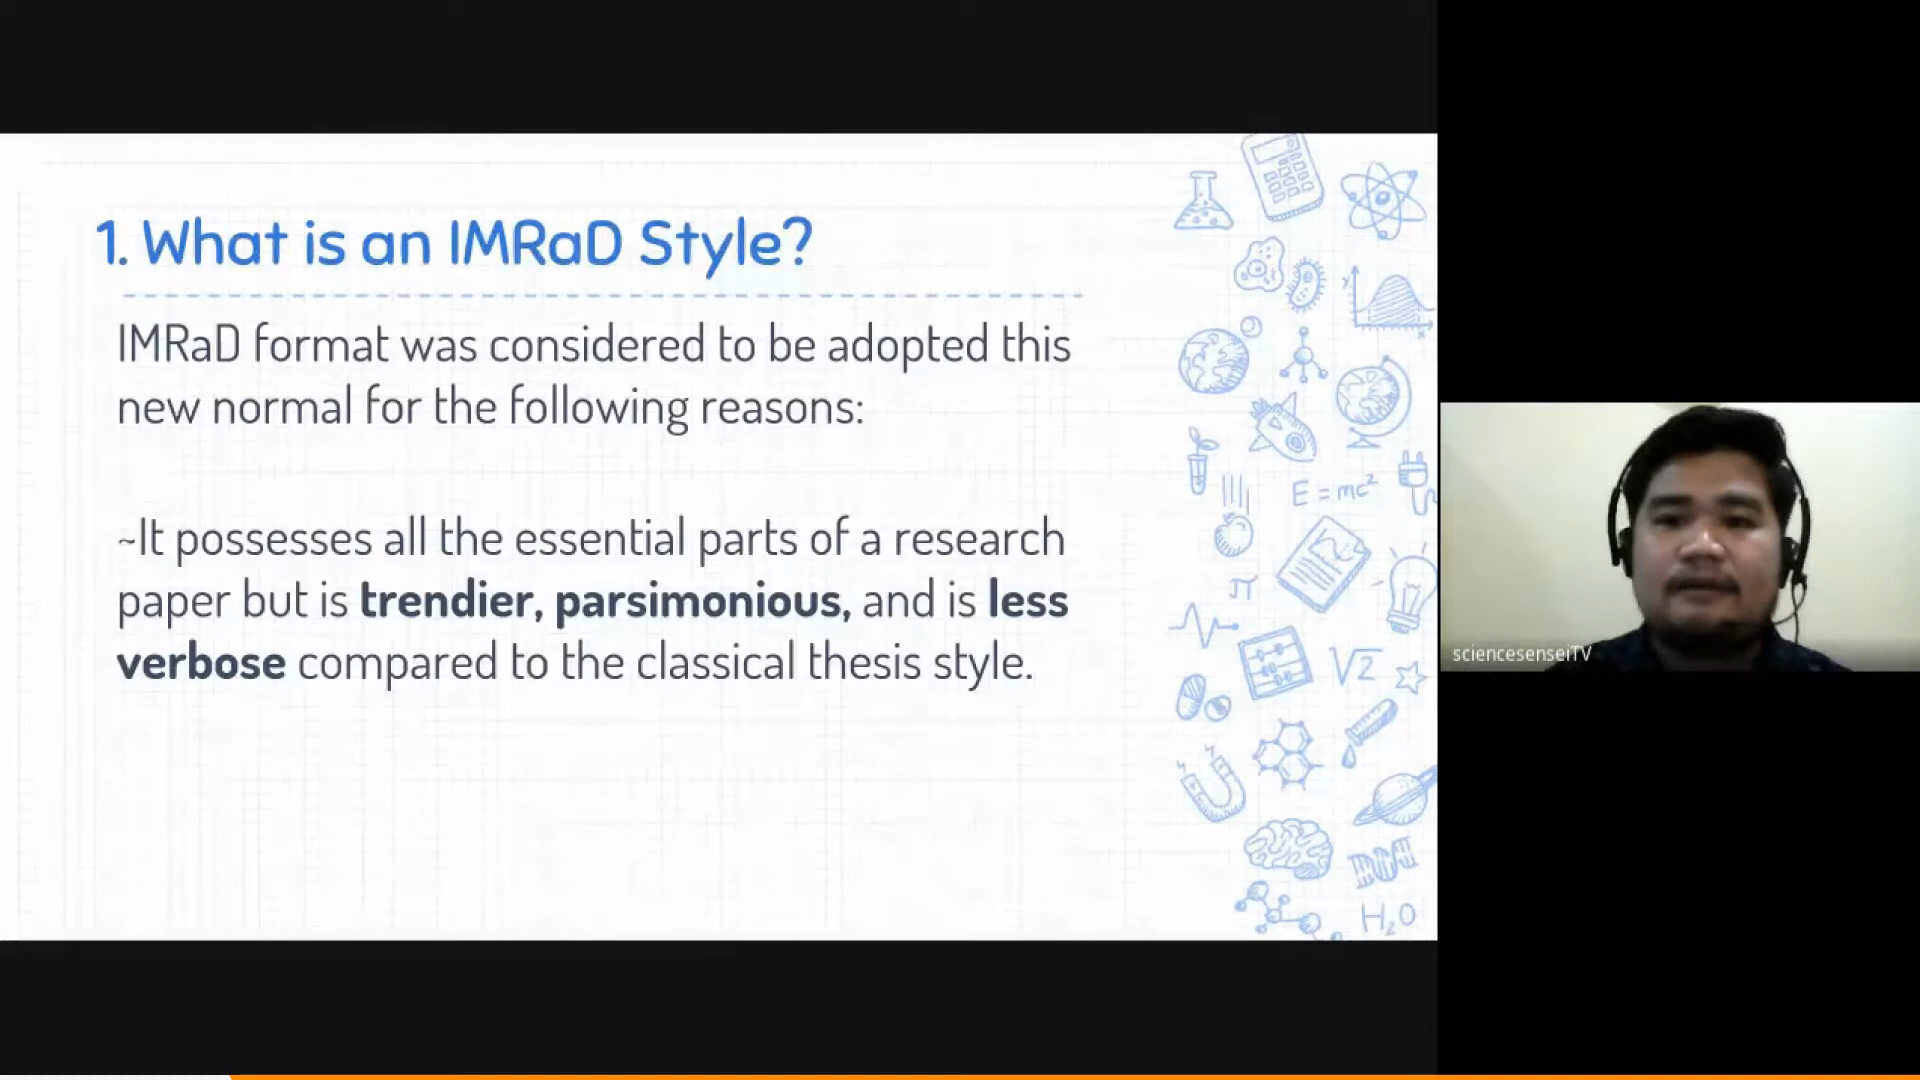 1. What is an IMRaD Style?
IMRaD format was considered to be adopted this
new normal for the following reasons:
~It possesses all the essential parts of a research
paper but is trendier, parsimonious, and is less
verbose compared to the classical thesis style.
E = mc²
π
√2
H₂O
y
x
sciencesenseiTV